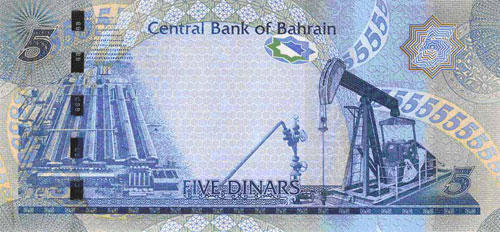 Central Bank of Bahrain
5
FIVE DINARS
5